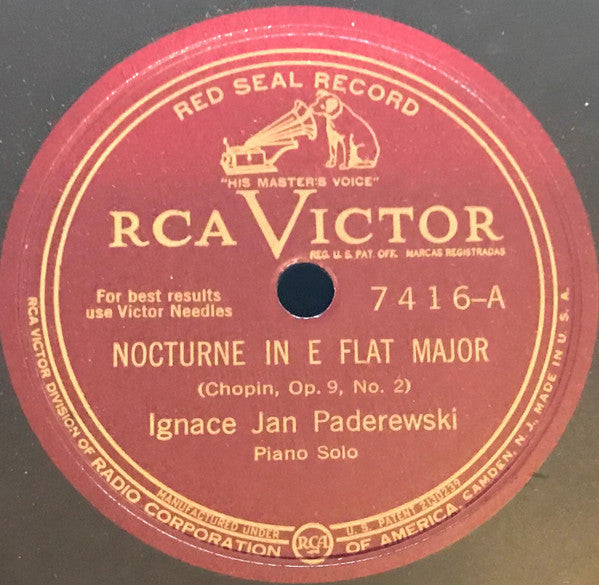 RED SEAL RECORD
"HIS MASTER'S VOICE"
RCA VICTOR
REG. U. S. PAT. OFF. MARCAS REGISTRADAS
For best results
use Victor Needles
7416-A
NOCTURNE IN E FLAT MAJOR
(Chopin, Op. 9, No. 2)
Ignace Jan Paderewski
Piano Solo
MANUFACTURED UNDER U. S. PATENT 2130239
RCA
RCA VICTOR DIVISION OF RADIO CORPORATION OF AMERICA, CAMDEN, N. J., MADE IN U. S. A.